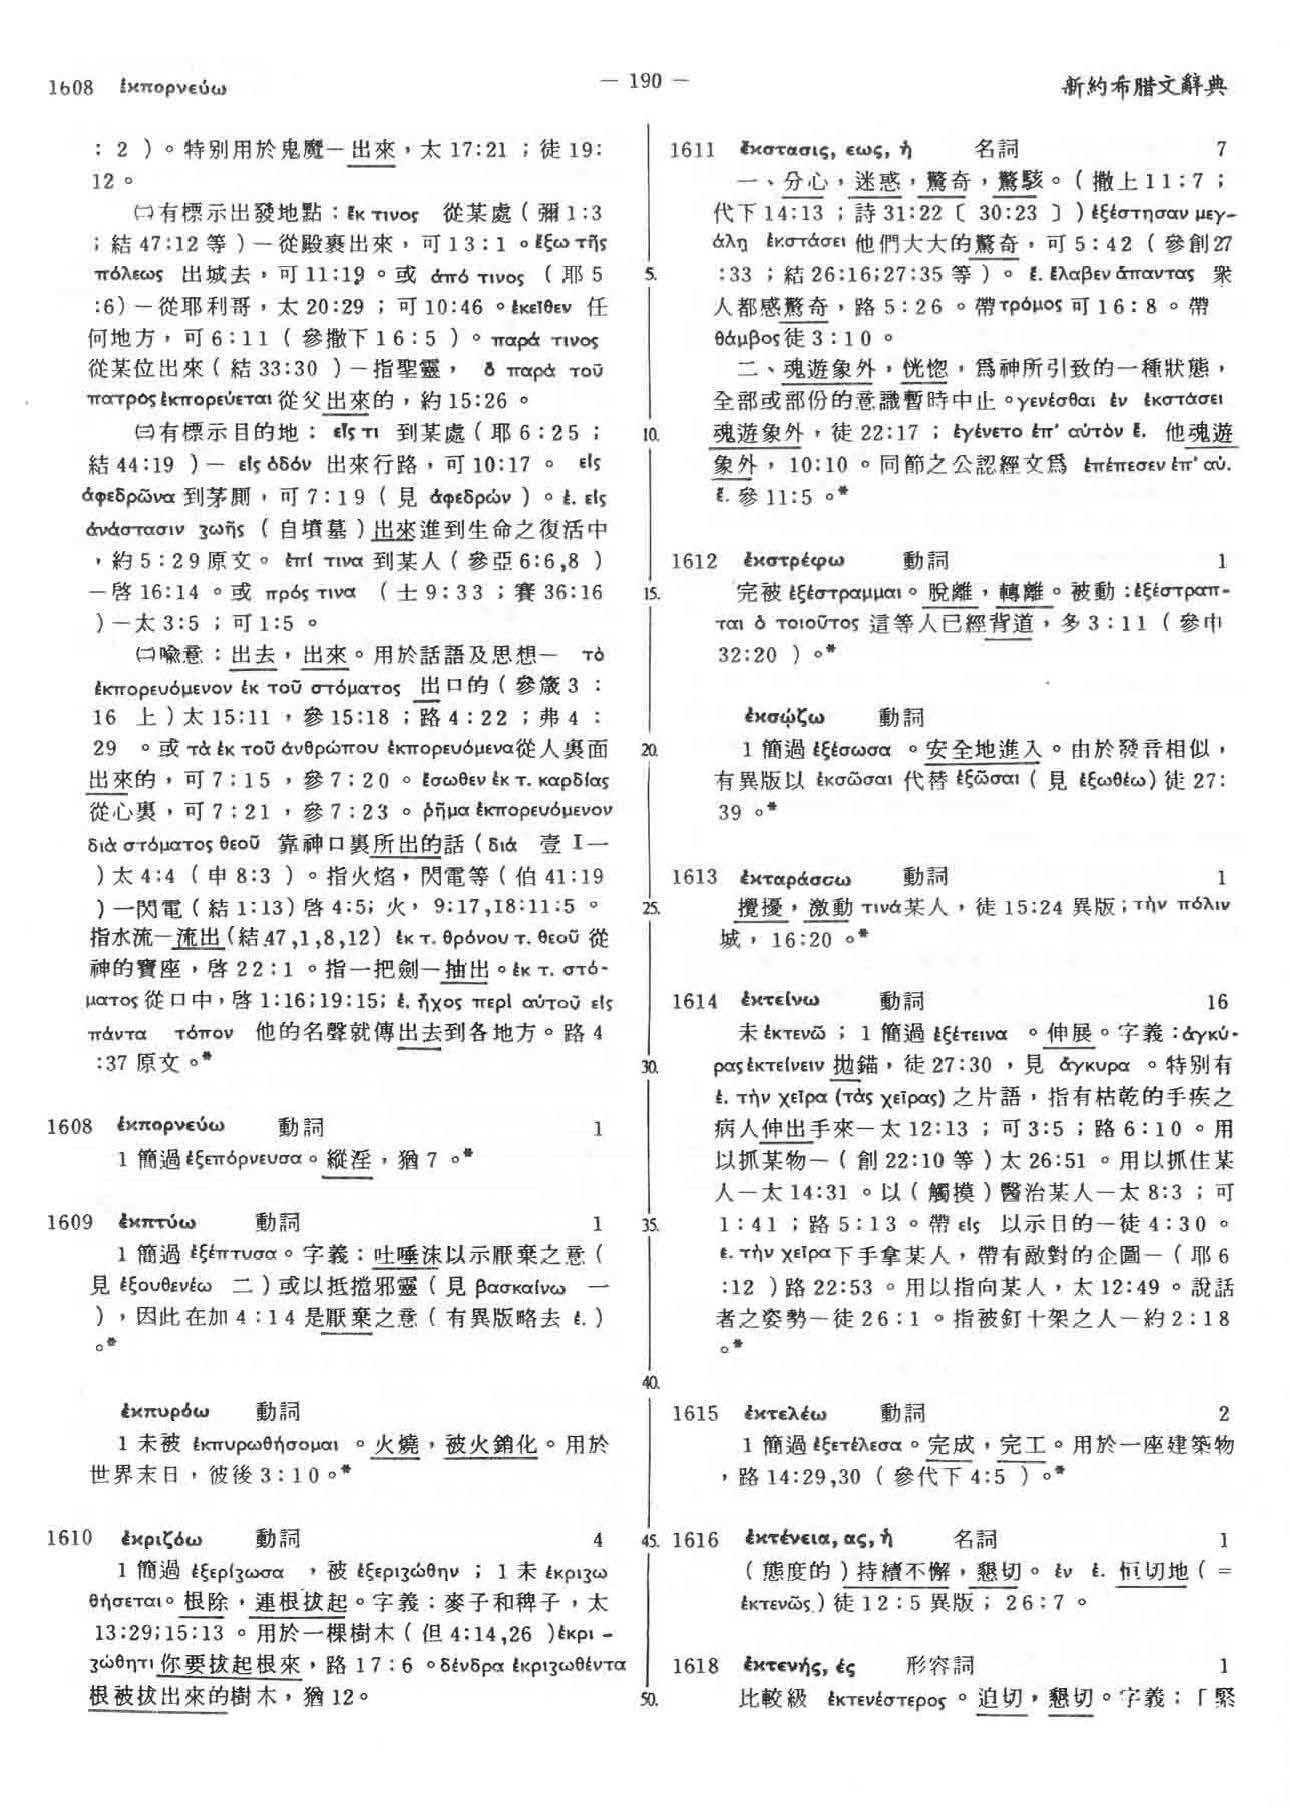 1608 ἐκπορνεύω
— 190 —
新約希腊文辭典
: 2 )。特別用於鬼魔—出來，太 17:21 ；徒 19:
12 。
㈡有標示出發地點：ἔκ τινος 從某處（彌 1:3
；結 47:12 等）—從殿裏出來，可 13:1 。ἔξω τῆς
πόλεως 出城去，可 11:19 。或 ἀπό τινος （耶 5
:6)—從耶利哥，太 20:29 ；可 10:46 。ἐκεῖθεν 任
何地方，可 6:11 （參撒下 16:5 ）。παρά τινος
從某位出來（結 33:30 ）—指聖靈， ὃ παρὰ τοῦ
πατρὸς ἐκπορεύεται 從父出來的，約 15:26 。
㈢有標示目的地： εἴς τι 到某處（耶 6:25 ；
結 44:19 ）— εἰς ὁδόν 出來行路，可 10:17 。 εἰς
ἀφεδρῶνα 到茅厠，可 7:19 （見 ἀφεδρών ）。ἐ. εἰς
ἀνάστασιν ζωῆς （自墳墓）出來進到生命之復活中
，約 5:29 原文。 ἐπί τινα 到某人（參亞 6:6,8 ）
—啓 16:14 。或 πρός τινα （士 9:33 ；賽 36:16
）—太 3:5 ；可 1:5 。
㈡喩意：出去，出來。用於話語及思想— τὸ
ἐκπορευόμενον ἐκ τοῦ στόματος 出口的（參箴 3 :
16 上）太 15:11 ，參 15:18 ；路 4:22 ；弗 4 :
29 。或 τὰ ἐκ τοῦ ἀνθρώπου ἐκπορευόμενα從人裏面
出來的，可 7:15 ，參 7:20 。 ἔσωθεν ἐκ τ. καρδίας
從心裏，可 7:21 ，參 7:23 。 ῥῆμα ἐκπορευόμενον
διὰ στόματος θεοῦ 靠神口裏所出的話（διά 壹 I—
）太 4:4 （申 8:3 ）。指火焰，閃電等（伯 41:19
）—閃電（結 1:13) 啓 4:5; 火， 9:17,18:11:5 。
指水流—流出(結 47,1,8,12) ἐκ τ. θρόνου τ. θεοῦ 從
神的寶座，啓 22:1 。指一把劍—抽出。ἐκ τ. στό-
ματος 從口中，啓 1:16;19:15; ἐ. ἦχος περὶ αὐτοῦ εἰς
πάντα τόπον 他的名聲就傳出去到各地方。路 4
:37 原文。*
1608 ἐκπορνεύω 動詞 1
1 簡過ἐξεπόρνευσα。縱淫，猶 7 。*
1609 ἐκπτύω 動詞 1
1 簡過 ἐξέπτυσα。字義：吐唾沫以示厭棄之意（
見 ἐξουθενέω 二）或以抵擋邪靈（見 βασκαίνω 一
），因此在加 4:14 是厭棄之意（有異版略去 ἐ. ）
。*
ἐκπυρόω 動詞
1 未被 ἐκπυρωθήσομαι 。火燒，被火銷化。用於
世界末日，彼後 3:10。*
1610 ἐκριζόω 動詞 4
1 簡過 ἐξερίζωσα ，被 ἐξεριζώθην ；1 未 ἐκριζω
θήσεται。根除，連根拔起。字義：麥子和稗子，太
13:29;15:13 。用於一棵樹木（但 4:14,26 ）ἐκρι -
ζώθητι 你要拔起根來，路 17:6 。δένδρα ἐκριζωθέντα
根被拔出來的樹木，猶 12。
5.
10.
15.
20.
25.
30.
35.
40.
45.
50.
1611 ἔκστασις, εως, ἡ 名詞 7
一、分心，迷惑，驚奇，驚駭。（撒上 11:7 ；
代下 14:13 ；詩 31:22〔 30:23 〕）ἐξέστησαν μεγ-
άλῃ ἐκστάσει 他們大大的驚奇，可 5:42 （參創27
:33 ；結 26:16;27:35 等）。 ἔ. ἔλαβεν ἅπαντας 衆
人都感驚奇，路 5:26 。帶 τρόμος 可 16:8 。帶
θάμβος 徒 3:10 。
二、魂遊象外，恍惚，爲神所引致的一種狀態，
全部或部份的意識暫時中止。γενέσθαι ἐν ἐκστάσει
魂遊象外，徒 22:17 ；ἐγένετο ἐπ' αὐτὸν ἔ. 他魂遊
象外， 10:10 。同節之公認經文爲 ἐπέπεσεν ἐπ' αὐ.
ἔ. 參 11:5 。*
1612 ἐκστρέφω 動詞 1
完被 ἐξέστραμμαι。脫離，轉離。被動：ἐξέστραπ-
ται ὁ τοιοῦτος 這等人已經背道，多 3:11 （參申
32:20 ）。*
ἐκσῴζω 動詞
1 簡過 ἐξέσωσα 。安全地進入。由於發音相似，
有異版以 ἐκσῶσαι 代替 ἐξῶσαι ( 見 ἐξωθέω) 徒 27:
39 。*
1613 ἐκταράσσω 動詞 1
攪擾，激動 τινά 某人，徒 15:24 異版；τὴν πόλιν
城， 16:20 。*
1614 ἐκτείνω 動詞 16
未 ἐκτενῶ ；1 簡過 ἐξέτεινα 。伸展。字義：ἀγκύ-
ρας ἐκτείνειν 拋錨，徒 27:30 ，見 ἄγκυρα 。特別有
ἐ. τὴν χεῖρα (τὰς χεῖρας) 之片語，指有枯乾的手疾之
病人伸出手來—太 12:13 ；可 3:5 ；路 6:10 。用
以抓某物—（創 22:10 等）太 26:51 。用以抓住某
人—太 14:31 。以（觸摸）醫治某人—太 8:3 ；可
1:41 ；路 5:13 。帶 εἰς 以示目的—徒 4:30 。
ἐ. τὴν χεῖρα 下手拿某人，帶有敵對的企圖—（耶 6
:12 ）路 22:53 。用以指向某人，太 12:49 。說話
者之姿勢—徒 26:1 。指被釘十架之人—約 2 1:18
。*
1615 ἐκτελέω 動詞 2
1 簡過 ἐξετέλεσα。完成，完工。用於一座建築物
，路 14:29,30 （參代下 4:5 ）。*
1616 ἐκτένεια, ας, ἡ 名詞 1
（態度的）持續不懈，懇切。 ἐν ἐ. 恒切地（ =
ἐκτενῶς ) 徒 12:5 異版；26:7 。
1618 ἐκτενής, ές 形容詞 1
比較級 ἐκτενέστερος 。迫切，懇切。字義：「緊